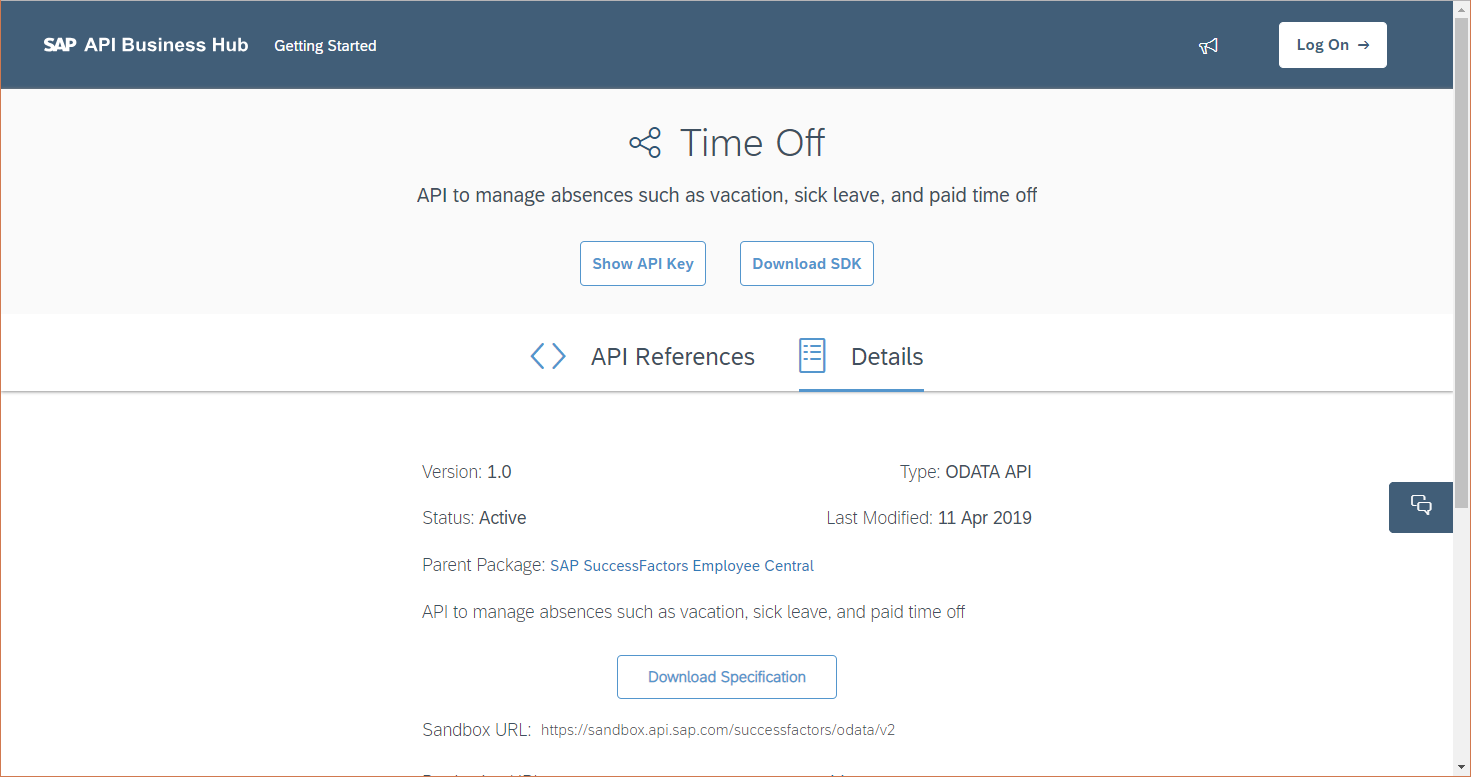 SAP API Business Hub Getting Started Log On →
Time Off
API to manage absences such as vacation, sick leave, and paid time off
Show API Key Download SDK
API References Details
Version: 1.0 Type: ODATA API
Status: Active Last Modified: 11 Apr 2019
Parent Package: SAP SuccessFactors Employee Central
API to manage absences such as vacation, sick leave, and paid time off
Download Specification
Sandbox URL: https://sandbox.api.sap.com/successfactors/odata/v2